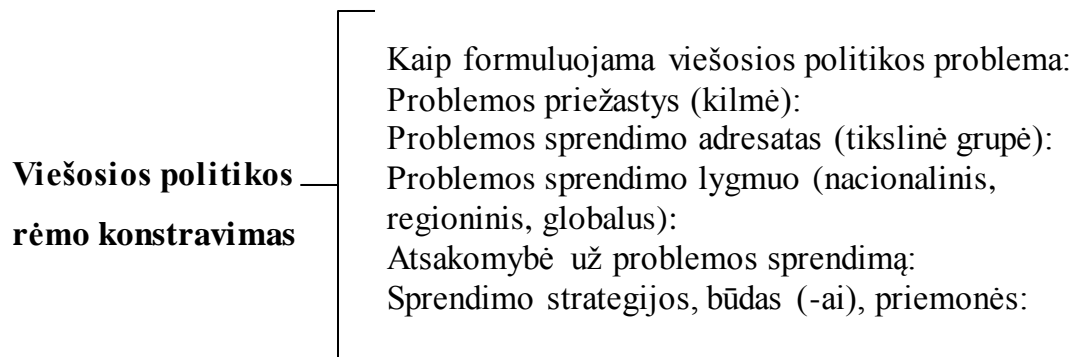 Viešosios politikos
rėmo konstravimas
Kaip formuluojama viešosios politikos problema:
Problemos priežastys (kilmė):
Problemos sprendimo adresatas (tikslinė grupė):
Problemos sprendimo lygmuo (nacionalinis,
regioninis, globalus):
Atsakomybė už problemos sprendimą:
Sprendimo strategijos, būdas (-ai), priemonės: